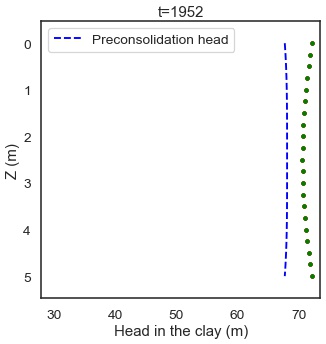 t=1952
Preconsolidation head
0
1
2
3
4
5
Z (m)
30 40 50 60 70
Head in the clay (m)